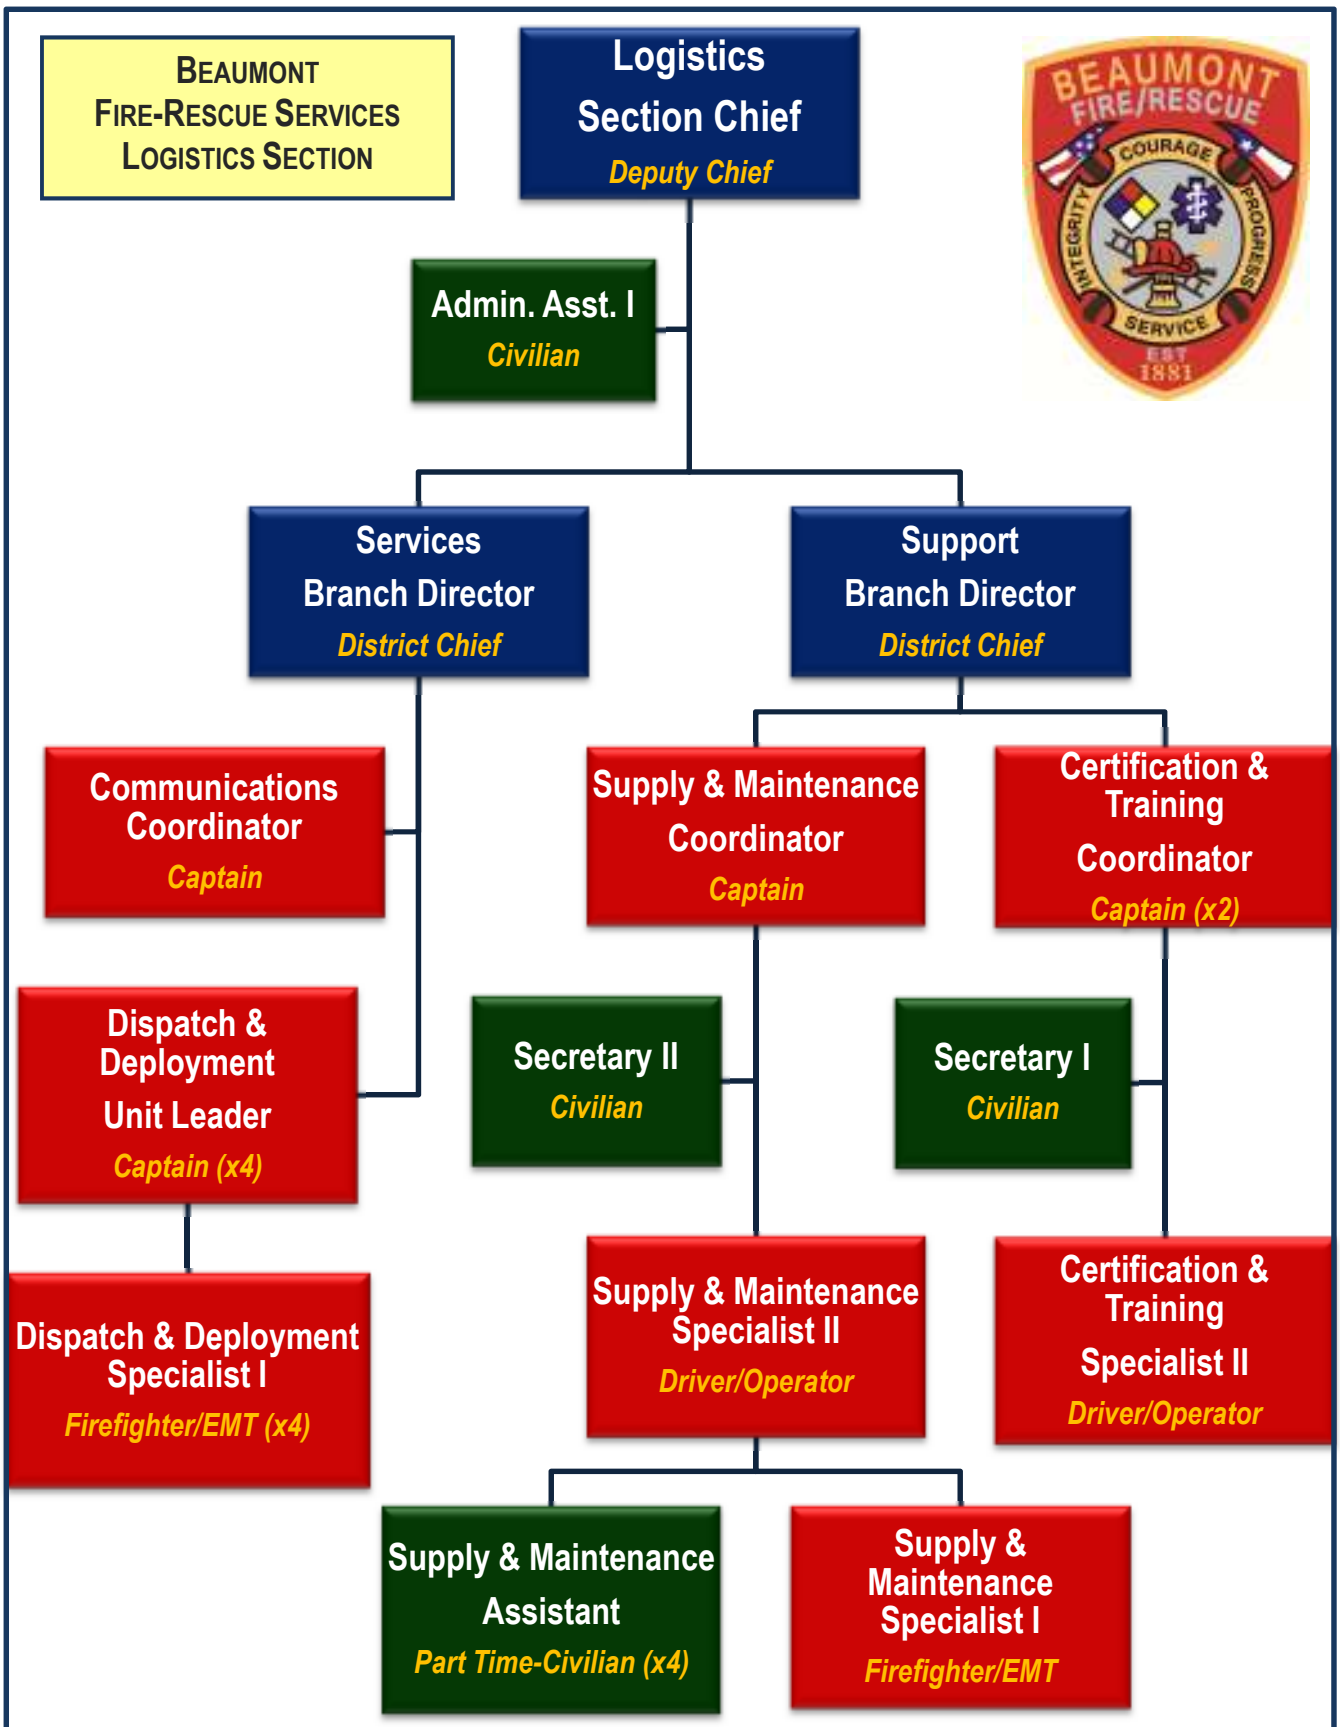 BEAUMONT
FIRE-RESCUE SERVICES
LOGISTICS SECTION
Logistics
Section Chief
Deputy Chief
BEAUMONT
FIRE/RESCUE
COURAGE
INTEGRITY
PROGRESS
SERVICE
EST
1881
Admin. Asst. I
Civilian
Services
Branch Director
District Chief
Support
Branch Director
District Chief
Communications
Coordinator
Captain
Supply & Maintenance
Coordinator
Captain
Certification &
Training
Coordinator
Captain (x2)
Dispatch &
Deployment
Unit Leader
Captain (x4)
Secretary II
Civilian
Secretary I
Civilian
Dispatch & Deployment
Specialist I
Firefighter/EMT (x4)
Supply & Maintenance
Specialist II
Driver/Operator
Certification &
Training
Specialist II
Driver/Operator
Supply & Maintenance
Assistant
Part Time-Civilian (x4)
Supply &
Maintenance
Specialist I
Firefighter/EMT